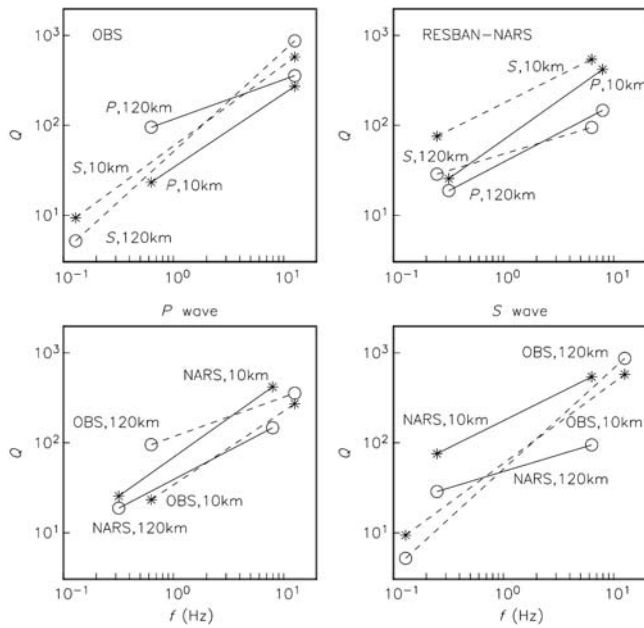 OBS
10³
P,120km
Q
10²
S,10km
P,10km
10¹
S,120km
10⁻¹ 10⁰ 10¹
RESBAN−NARS
10³
S,10km
P,10km
Q
10²
S,120km
P,120km
10¹
10⁻¹ 10⁰ 10¹
P wave
10³
NARS,10km
OBS,120km
Q
10²
OBS,10km
NARS,120km
10¹
10⁻¹ 10⁰ 10¹
f (Hz)
S wave
10³
OBS,120km
NARS,10km
OBS,10km
Q
10²
NARS,120km
10¹
10⁻¹ 10⁰ 10¹
f (Hz)